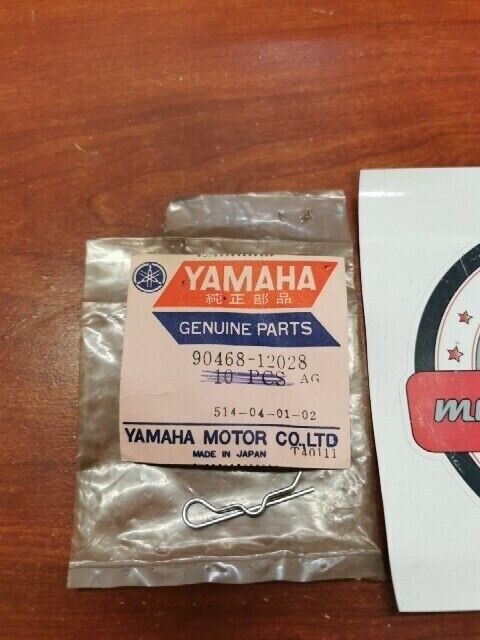 YAMAHA
純正部品
GENUINE PARTS
90468-12028
10 PCS AG
514-04-01-02
YAMAHA MOTOR CO.,LTD
MADE IN JAPAN T40111